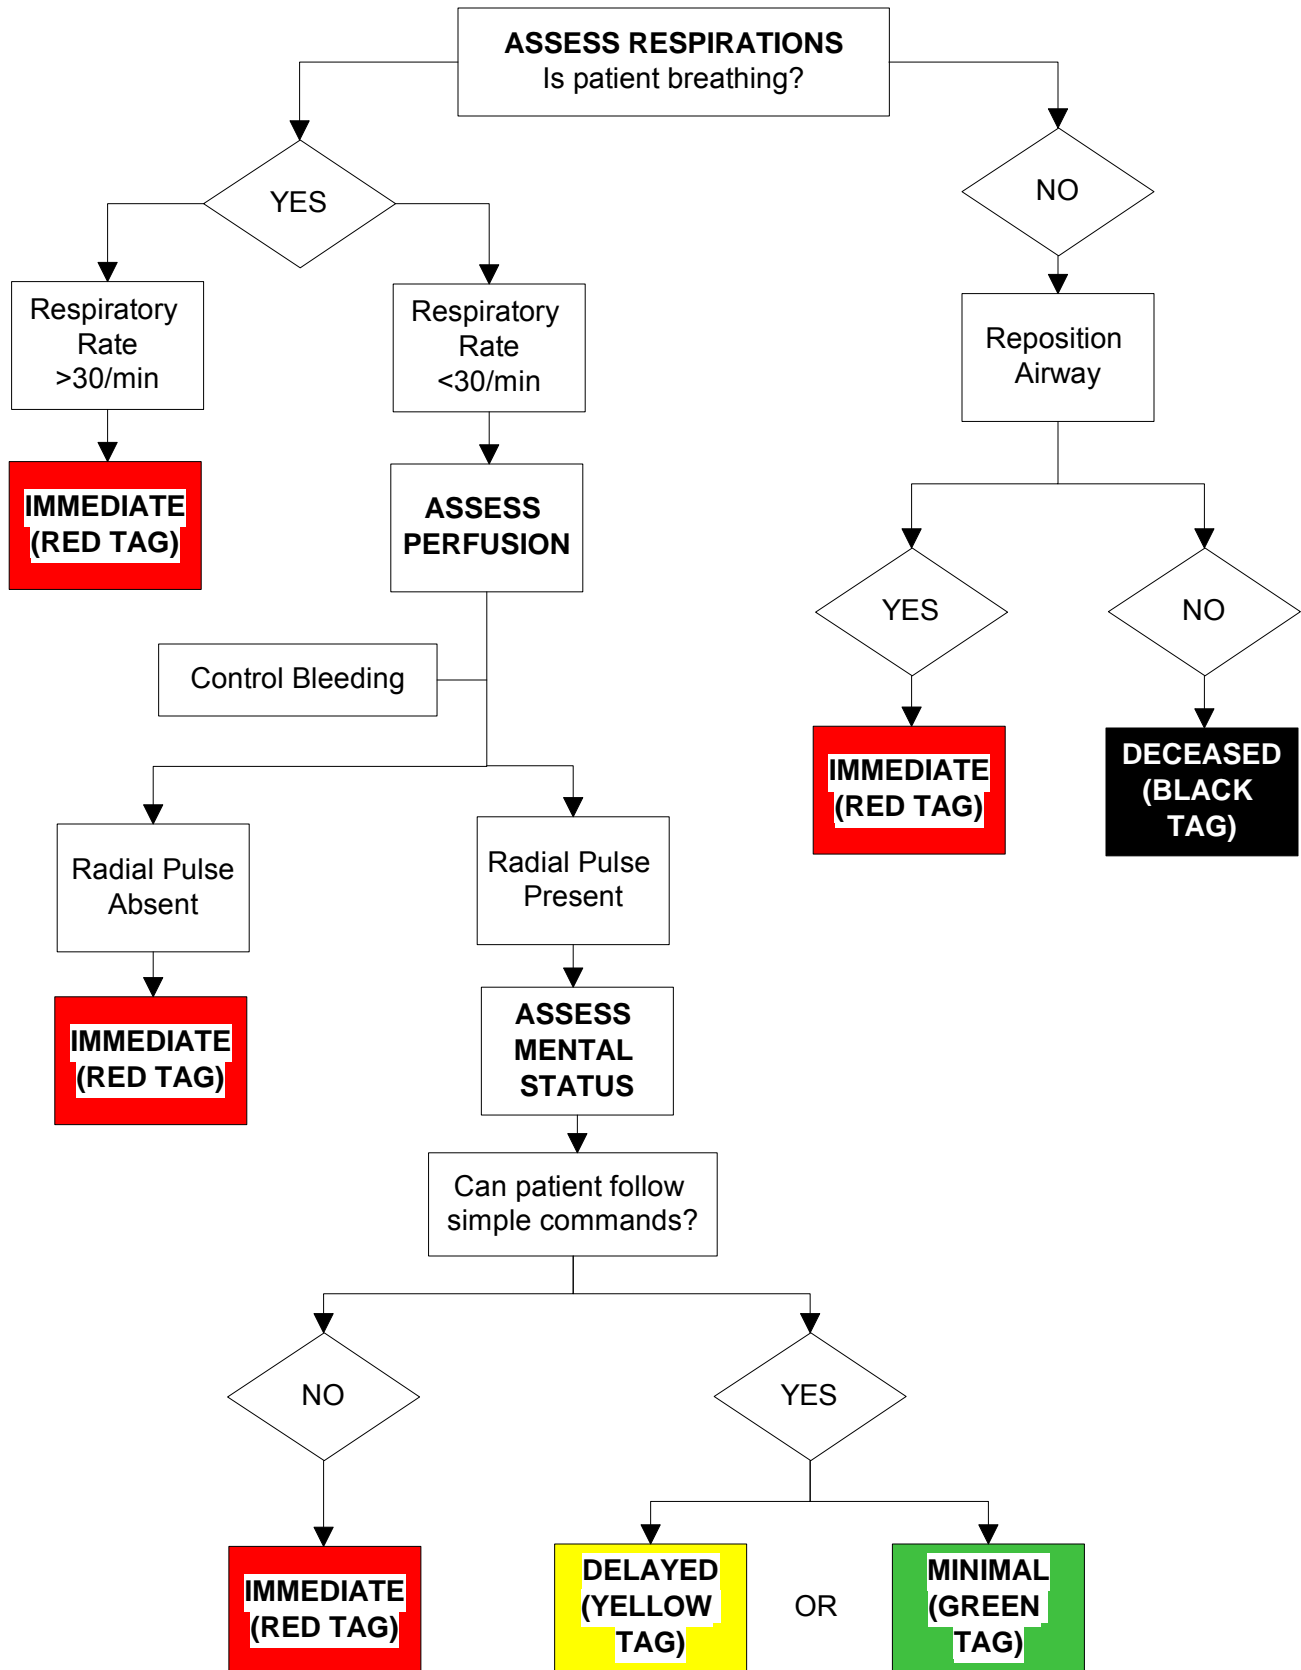 ASSESS RESPIRATIONS
Is patient breathing?
YES
NO
Respiratory
Rate
>30/min
Respiratory
Rate
<30/min
Reposition
Airway
IMMEDIATE
(RED TAG)
ASSESS
PERFUSION
YES
NO
Control Bleeding
IMMEDIATE
(RED TAG)
DECEASED
(BLACK
TAG)
Radial Pulse
Absent
Radial Pulse
Present
IMMEDIATE
(RED TAG)
ASSESS
MENTAL
STATUS
Can patient follow
simple commands?
NO
YES
IMMEDIATE
(RED TAG)
DELAYED
(YELLOW
TAG)
OR
MINIMAL
(GREEN
TAG)